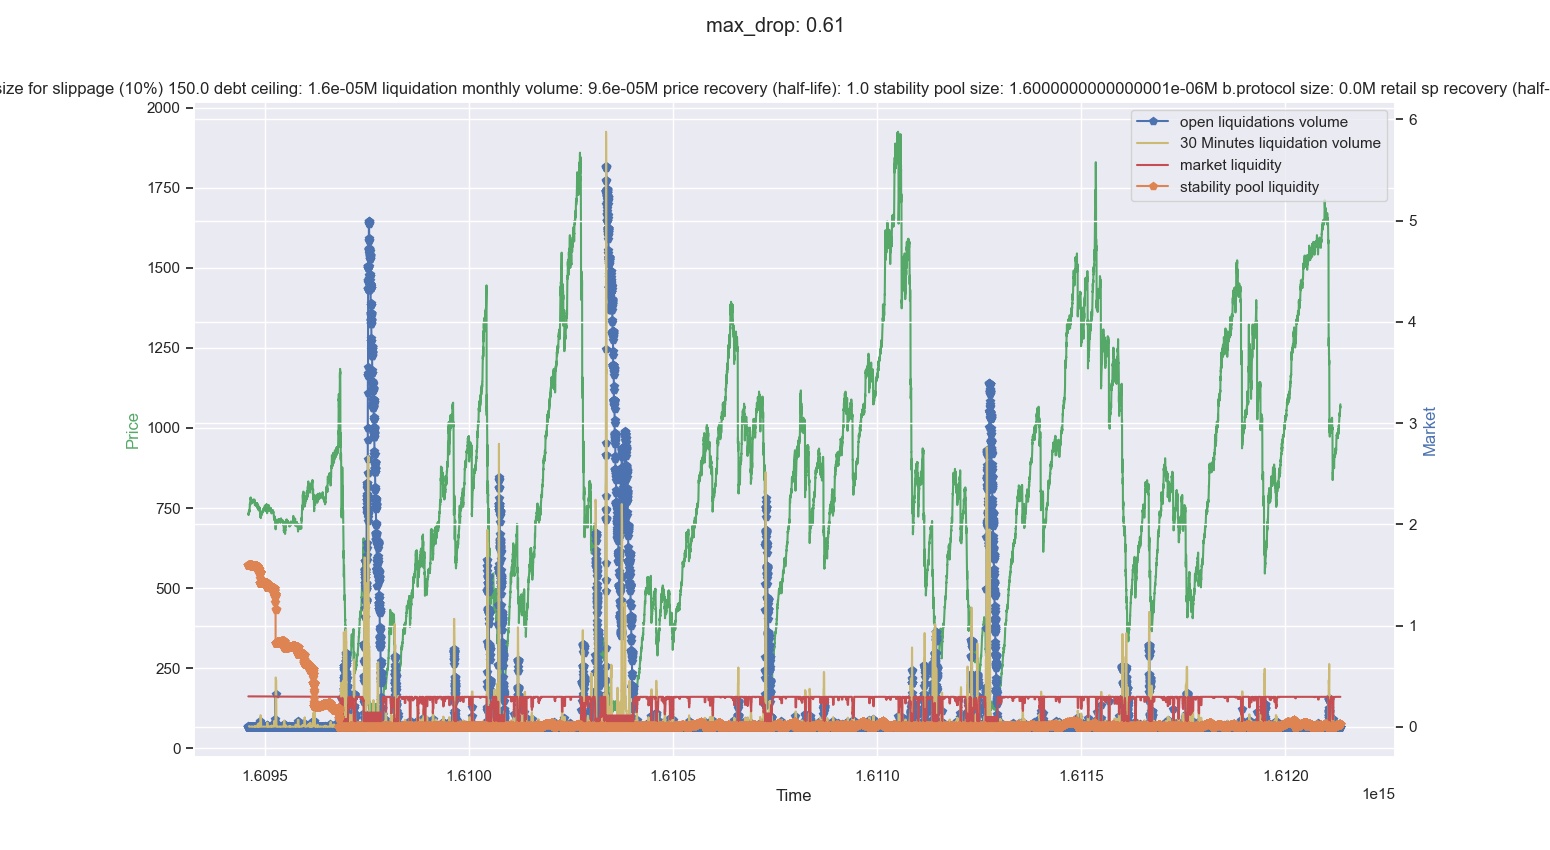 max_drop: 0.61
size for slippage (10%) 150.0 debt ceiling: 1.6e-05M liquidation monthly volume: 9.6e-05M price recovery (half-life): 1.0 stability pool size: 1.6000000000000001e-06M b.protocol size: 0.0M retail sp recovery (half-
open liquidations volume
30 Minutes liquidation volume
market liquidity
stability pool liquidity
2000
1750
1500
1250
1000
750
500
250
0
Price
6
5
4
3
2
1
0
Market
1.6095 1.6100 1.6105 1.6110 1.6115 1.6120
Time
1e15